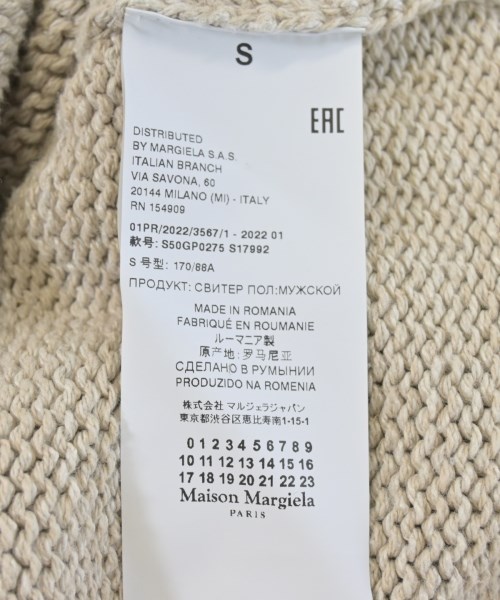 S
EAC
DISTRIBUTED
BY MARGIELA S.A.S.
ITALIAN BRANCH
VIA SAVONA, 60
20144 MILANO (MI) - ITALY
RN 154909
01PR/2022/3567/1 - 2022 01
款号: S50GP0275 S17992
S 号型: 170/88A
ПРОДУКТ: СВИТЕР ПОЛ:МУЖСКОЙ
MADE IN ROMANIA
FABRIQUÉ EN ROUMANIE
ルーマニア製
原产地: 罗马尼亚
СДЕЛАНО В РУМЫНИИ
PRODUZIDO NA ROMENIA
株式会社 マルジェラジャパン
東京都渋谷区恵比寿南1-15-1
0 1 2 3 4 5 6 7 8 9
10 11 12 13 14 15 16
17 18 19 20 21 22 23
Maison Margiela
PARIS